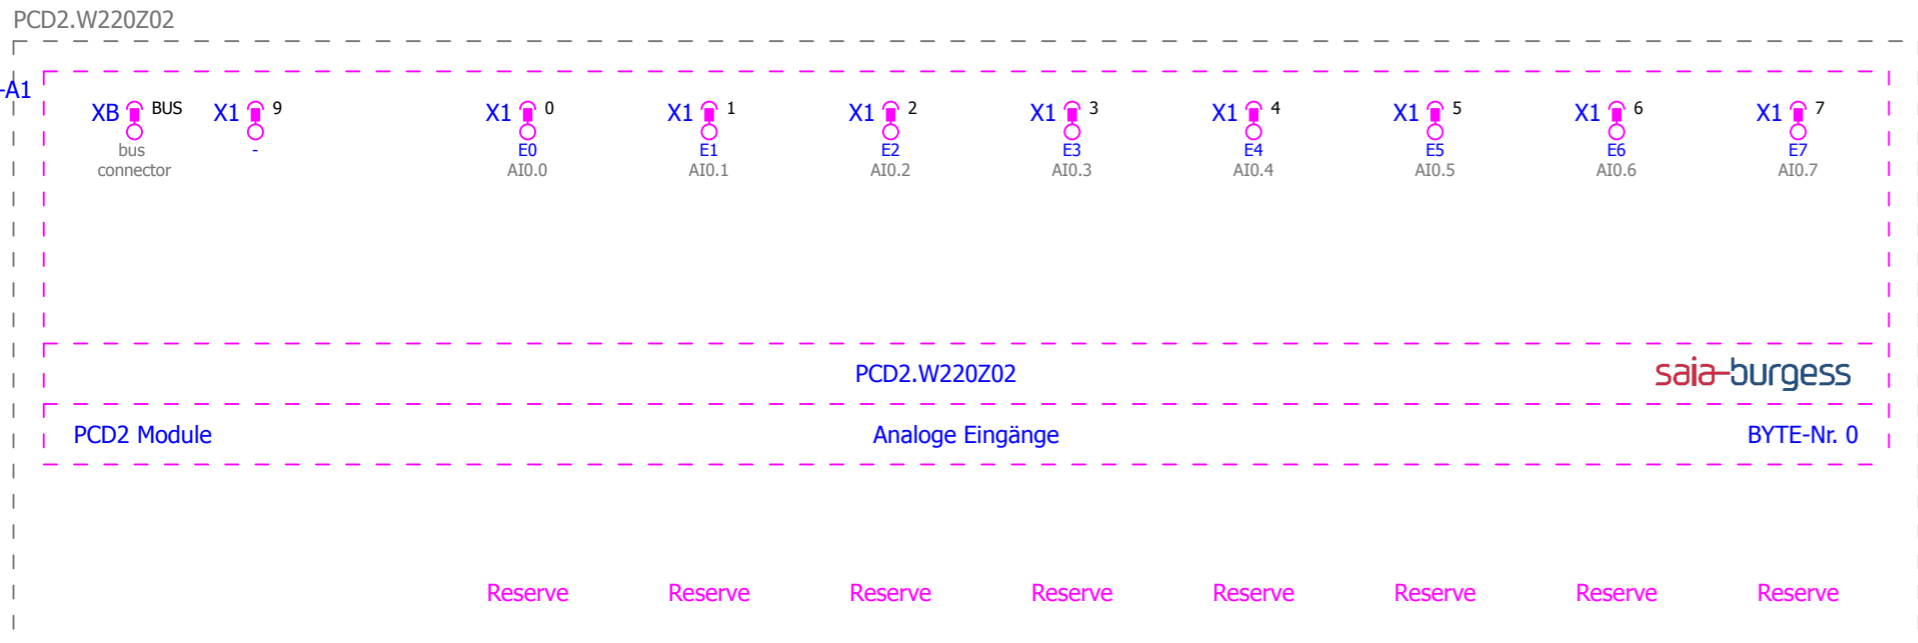 PCD2.W220Z02
-A1
XB BUS X1 9 X1 0 X1 1 X1 2 X1 3 X1 4 X1 5 X1 6 X1 7
bus - E0 E1 E2 E3 E4 E5 E6 E7
connector AI0.0 AI0.1 AI0.2 AI0.3 AI0.4 AI0.5 AI0.6 AI0.7
PCD2.W220Z02 saia-burgess
PCD2 Module Analoge Eingänge BYTE-Nr. 0
Reserve Reserve Reserve Reserve Reserve Reserve Reserve Reserve